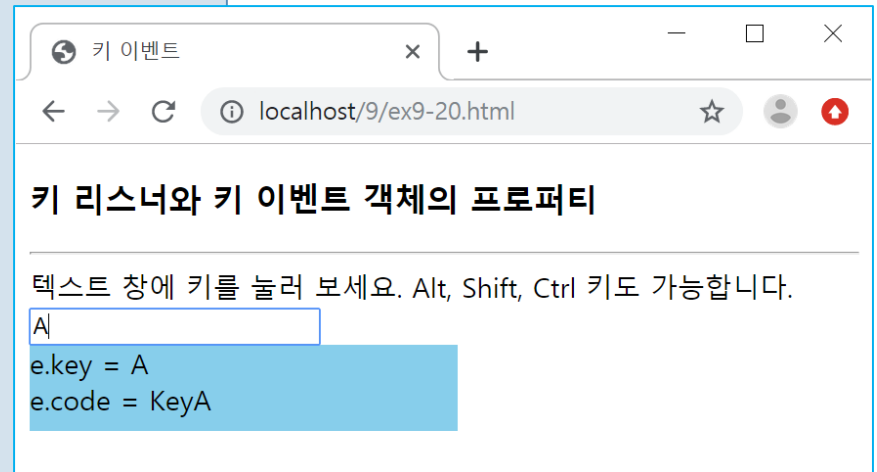 키 이벤트
localhost/9/ex9-20.html
키 리스너와 키 이벤트 객체의 프로퍼티
텍스트 창에 키를 눌러 보세요. Alt, Shift, Ctrl 키도 가능합니다.
A
e.key = A
e.code = KeyA